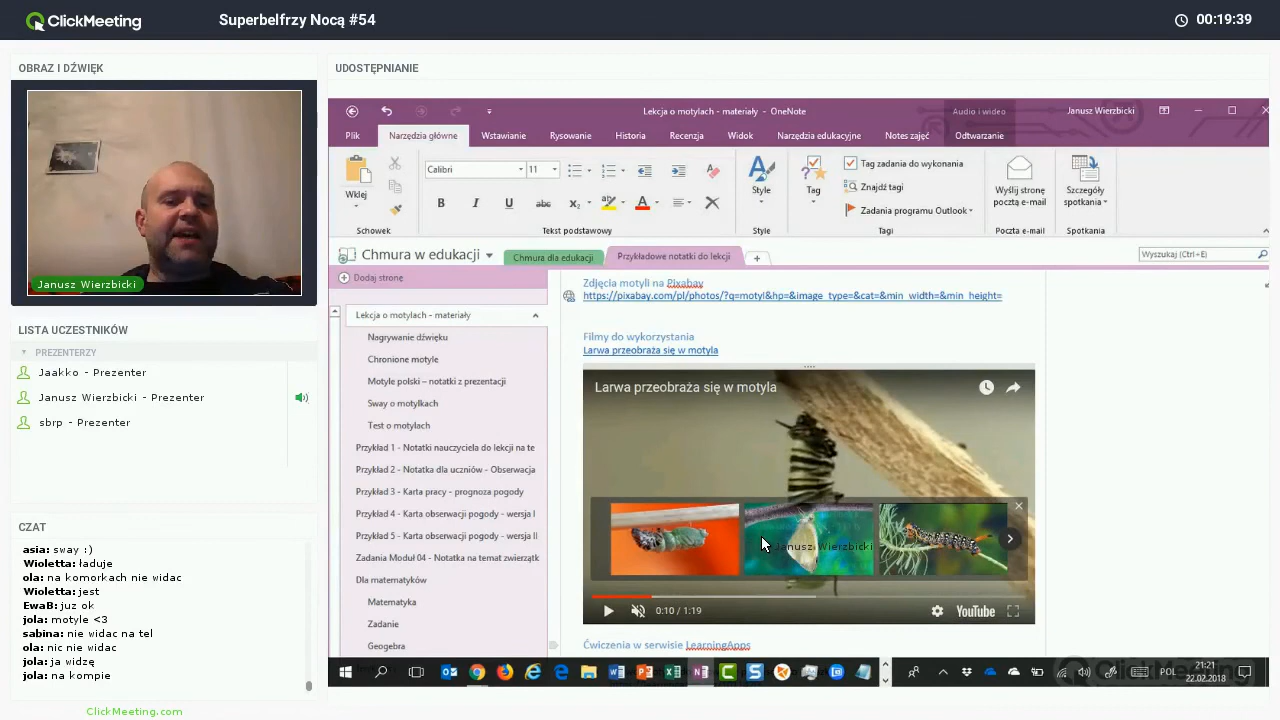 ClickMeeting
Superbelfrzy Nocą #54
00:19:39
OBRAZ I DŹWIĘK
Janusz Wierzbicki
LISTA UCZESTNIKÓW
PREZENTERZY
Jaakko - Prezenter
Janusz Wierzbicki - Prezenter
sbrp - Prezenter
CZAT
asia: sway :)
Wioletta: ładuje
ola: na komorkach nie widac
Wioletta: jest
EwaB: juz ok
jola: motyle <3
sabina: nie widac na tel
ola: nic nie widac
jola: ja widzę
jola: na kompie
ClickMeeting.com
UDOSTĘPNIANIE
Lekcja o motylach - materiały - OneNote
Audio i wideo
Janusz Wierzbicki
Plik
Narzędzia główne
Wstawianie
Rysowanie
Historia
Recenzja
Widok
Narzędzia edukacyjne
Notes zajęć
Odtwarzanie
Wklej
Schowek
Calibri
11
B I U abc x₂ A
Tekst podstawowy
Style
Style
Tag
Tag zadania do wykonania
Znajdź tagi
Zadania programu Outlook
Tagi
Wyślij stronę
pocztą e-mail
Poczta e-mail
Szczegóły
spotkania
Spotkania
Chmura w edukacji
Chmura dla edukacji
Przykładowe notatki do lekcji
Wyszukaj (Ctrl+E)
Dodaj stronę
Lekcja o motylach - materiały
Nagrywanie dźwięku
Chronione motyle
Motyle polski – notatki z prezentacji
Sway o motylkach
Test o motylach
Przykład 1 - Notatki nauczyciela do lekcji na te
Przykład 2 - Notatka dla uczniów - Obserwacja
Przykład 3 - Karta pracy - prognoza pogody
Przykład 4 - Karta obserwacji pogody - wersja I
Przykład 5 - Karta obserwacji pogody - wersja II
Zadania Moduł 04 - Notatka na temat zwierzątk
Dla matematyków
Matematyka
Zadanie
Geogebra
Zdjęcia motyli na Pixabay
https://pixabay.com/pl/photos/?q=motyl&hp=&image_type=&cat=&min_width=&min_height=
Filmy do wykorzystania
Larwa przeobraża się w motyla
Larwa przeobraża się w motyla
Janusz Wierzbicki
0:10 / 1:19
YouTube
Ćwiczenia w serwisie LearningApps
POL
21:21
22.02.2018
ClickMeeting